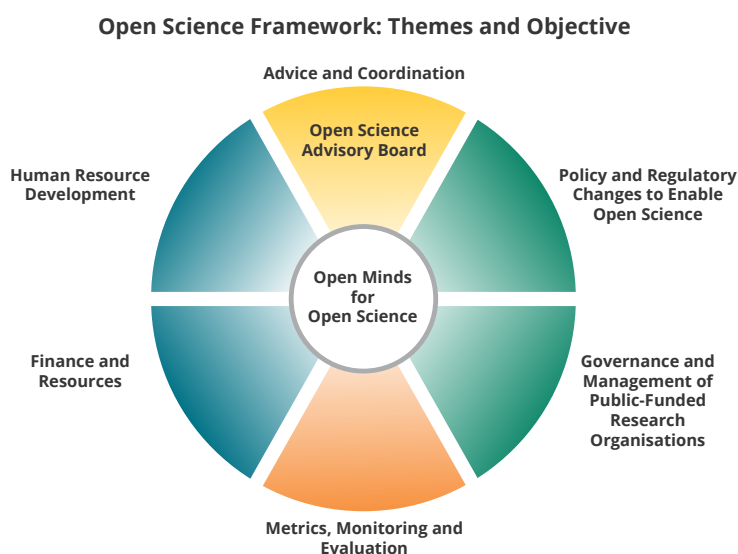 Open Science Framework: Themes and Objective
Advice and Coordination
Open Science
Advisory Board
Human Resource
Development
Policy and Regulatory
Changes to Enable
Open Science
Open Minds
for
Open Science
Finance and
Resources
Governance and
Management of
Public-Funded
Research
Organisations
Metrics, Monitoring and
Evaluation